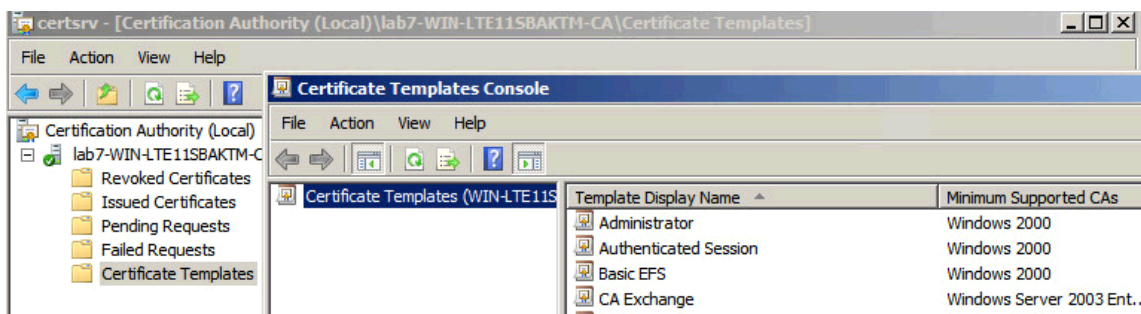 certsrv - [Certification Authority (Local)\lab7-WIN-LTE11SBAKTM-CA\Certificate Templates]
File Action View Help
Certificate Templates Console
File Action View Help
Certification Authority (Local)
lab7-WIN-LTE11SBAKTM-C
Revoked Certificates
Issued Certificates
Pending Requests
Failed Requests
Certificate Templates
Certificate Templates (WIN-LTE11S
Template Display Name Minimum Supported CAs
Administrator Windows 2000
Authenticated Session Windows 2000
Basic EFS Windows 2000
CA Exchange Windows Server 2003 Ent..